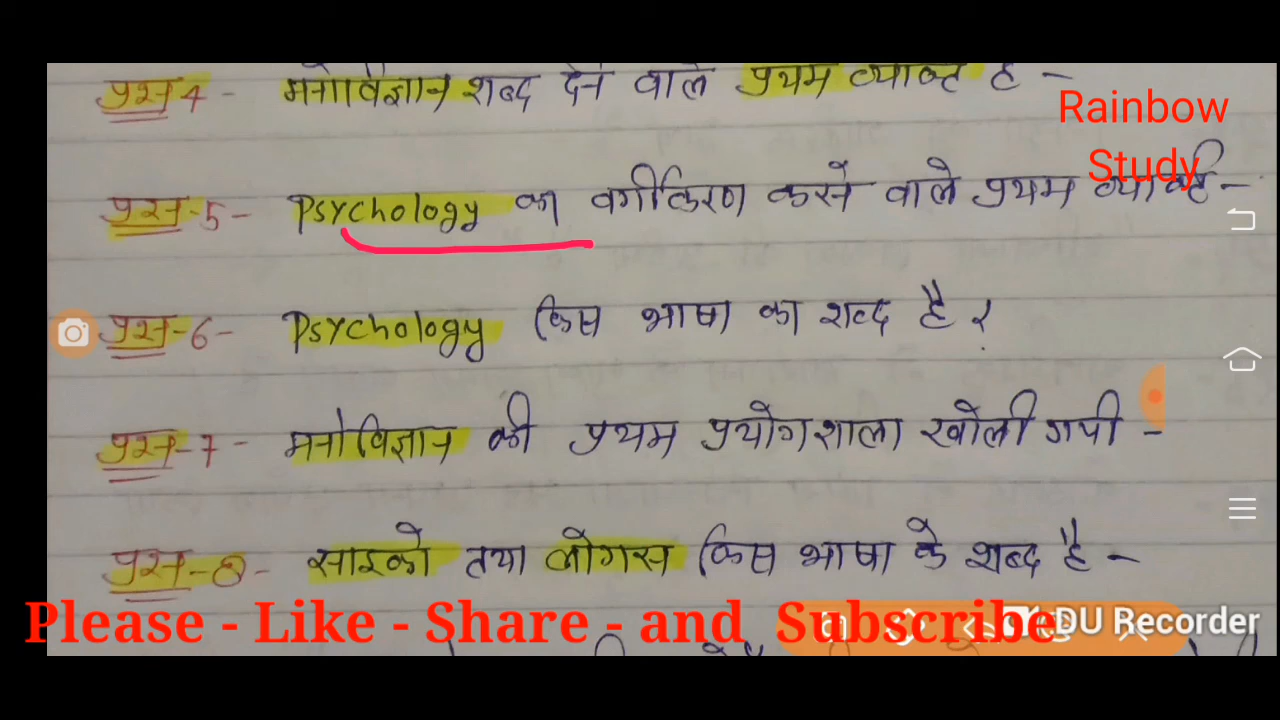 प्रश्न 4 - मनोविज्ञान शब्द देने वाले प्रथम व्यक्ति है -
Rainbow
Study
प्रश्न-5- Psychology का वर्गीकरण करने वाले प्रथम व्यक्ति -
प्रश्न-6- Psychology किस भाषा का शब्द है ?
प्रश्न-7- मनोविज्ञान की प्रथम प्रयोगशाला खोली गयी -
प्रश्न-8- साइको तथा लोगस किस भाषा के शब्द है -
Please - Like - Share - and Subscribe
DU Recorder